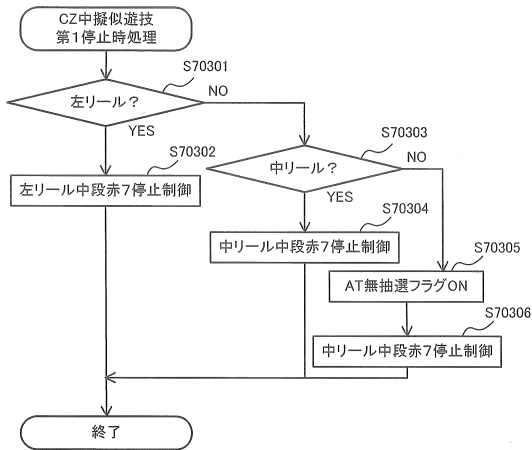 CZ中擬似遊技
第1停止時処理
S70301
左リール?
NO
YES
S70302
左リール中段赤7停止制御
S70303
中リール?
NO
YES
S70304
中リール中段赤7停止制御
S70305
AT無抽選フラグON
S70306
中リール中段赤7停止制御
終了